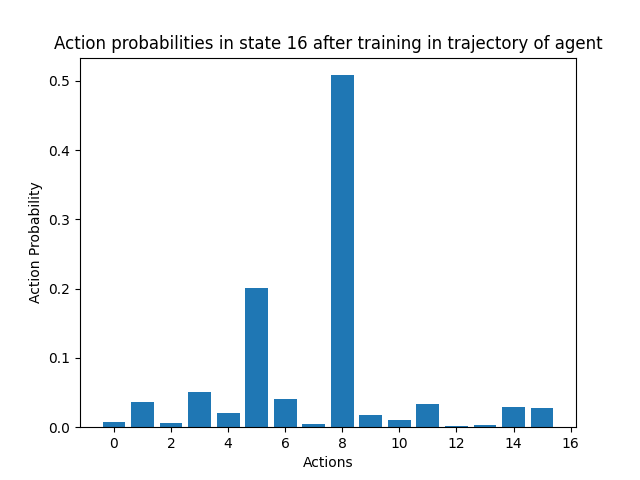 Action probabilities in state 16 after training in trajectory of agent
0.5
0.4
0.3
0.2
0.1
0.0
Action Probability
0 2 4 6 8 10 12 14 16
Actions